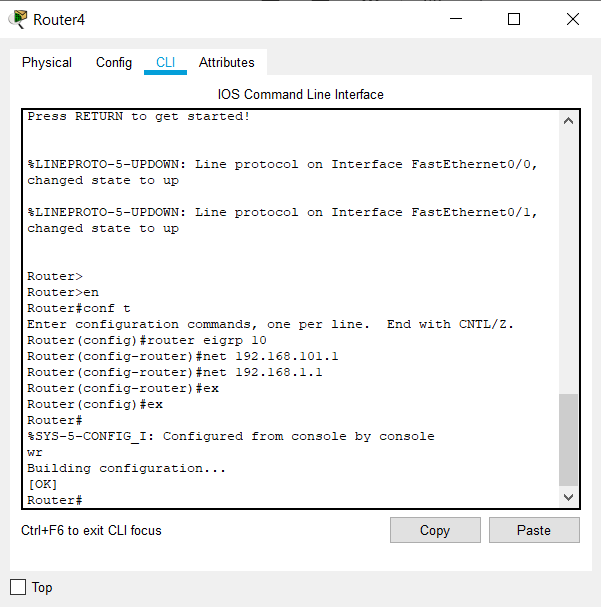 Router4
Physical Config CLI Attributes
IOS Command Line Interface
Press RETURN to get started!
%LINEPROTO-5-UPDOWN: Line protocol on Interface FastEthernet0/0,
changed state to up
%LINEPROTO-5-UPDOWN: Line protocol on Interface FastEthernet0/1,
changed state to up
Router>
Router>en
Router#conf t
Enter configuration commands, one per line.  End with CNTL/Z.
Router(config)#router eigrp 10
Router(config-router)#net 192.168.101.1
Router(config-router)#net 192.168.1.1
Router(config-router)#ex
Router(config)#ex
Router#
%SYS-5-CONFIG_I: Configured from console by console
wr
Building configuration...
[OK]
Router#
Ctrl+F6 to exit CLI focus Copy Paste
Top